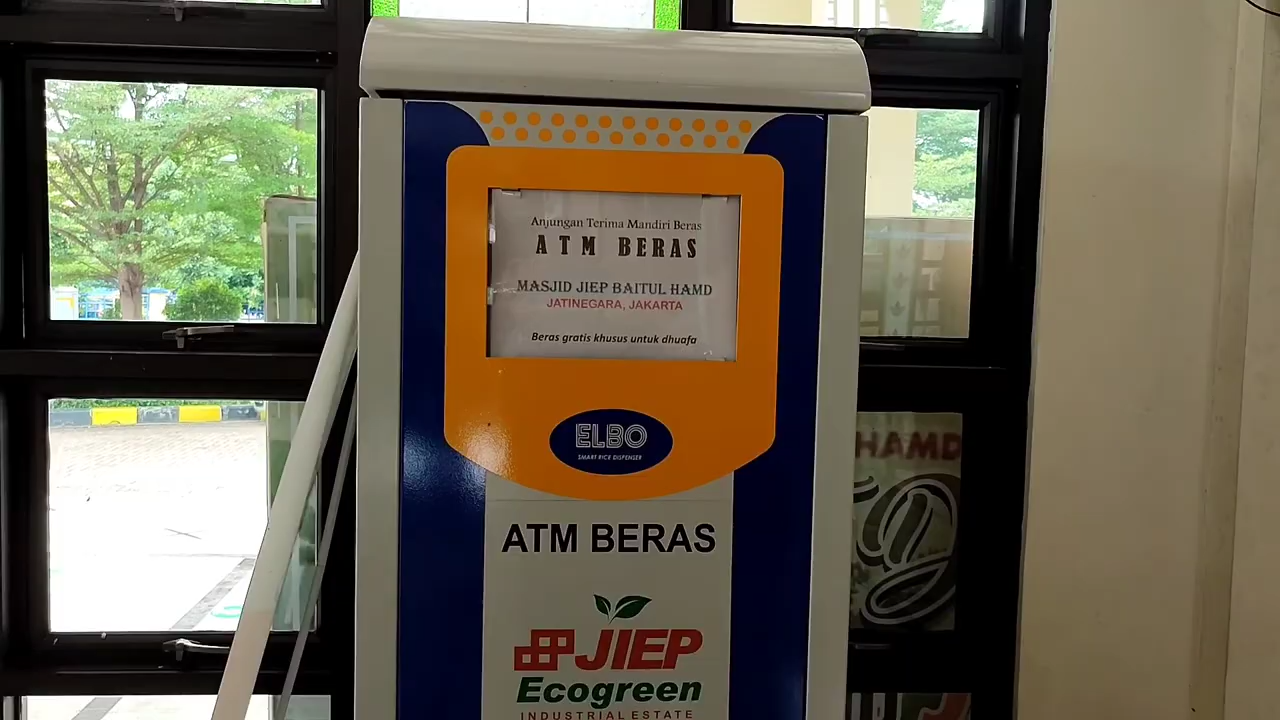 Anjungan Terima Mandiri Beras
ATM BERAS
MASJID JIEP BAITUL HAMD
JATINEGARA, JAKARTA
Beras gratis khusus untuk dhuafa
ELBO
SMART RICE DISPENSER
ATM BERAS
JIEP
Ecogreen
INDUSTRIAL ESTATE
HAMD